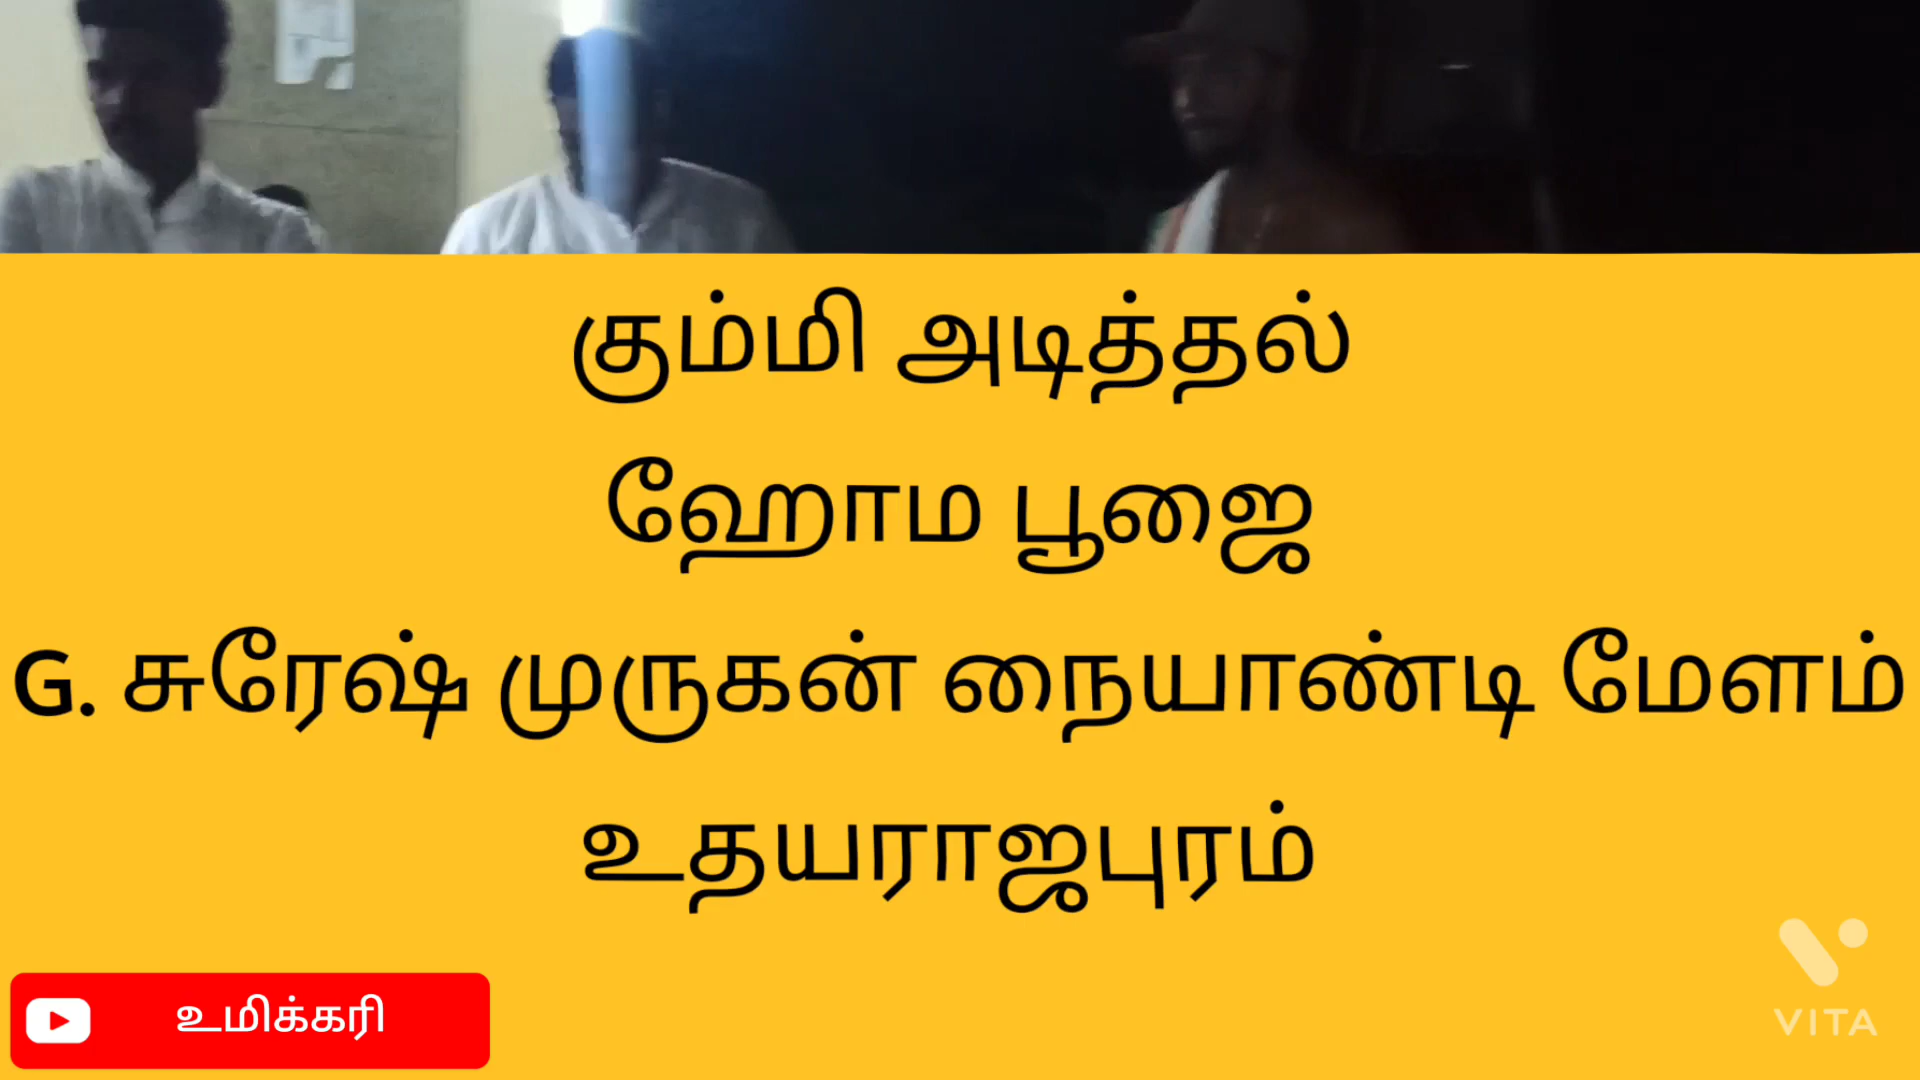 கும்மி அடித்தல்
ஹோம பூஜை
G. சுரேஷ் முருகன் நையாண்டி மேளம்
உதயராஜபுரம்
உமிக்கரி
VITA